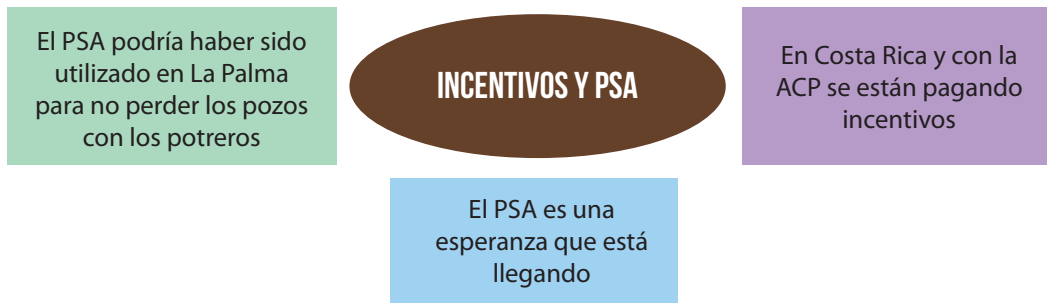 El PSA podría haber sido
utilizado en La Palma
para no perder los pozos
con los potreros
INCENTIVOS Y PSA
En Costa Rica y con la
ACP se están pagando
incentivos
El PSA es una
esperanza que está
llegando